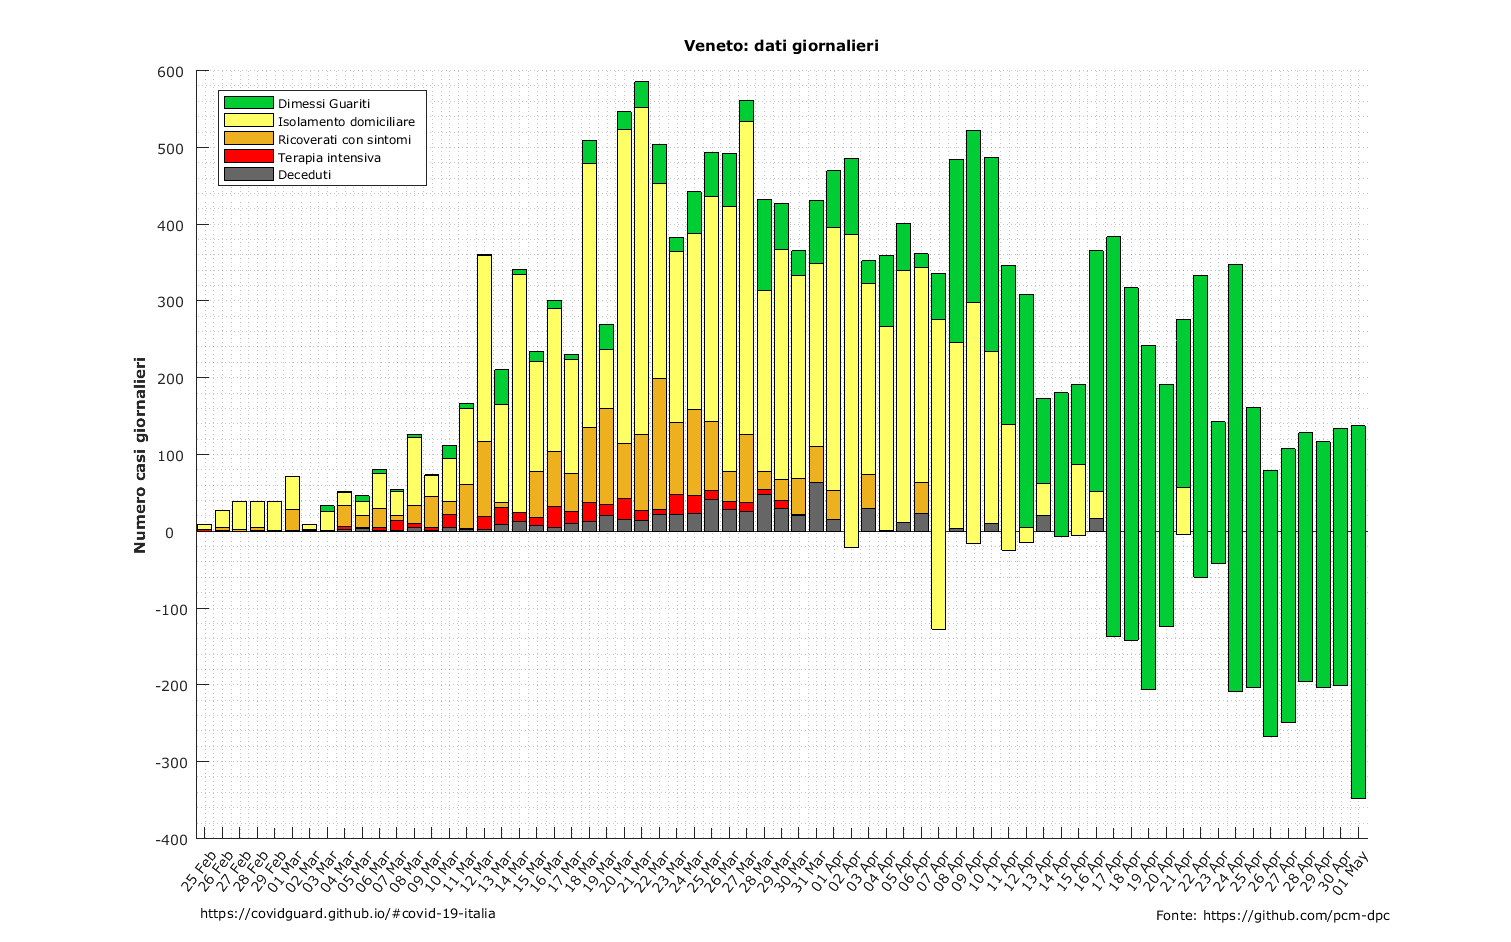 Veneto: dati giornalieri
600
500
400
300
200
100
0
-100
-200
-300
-400
Numero casi giornalieri
Dimessi Guariti
Isolamento domiciliare
Ricoverati con sintomi
Terapia intensiva
Deceduti
25 Feb
26 Feb
27 Feb
28 Feb
29 Feb
01 Mar
02 Mar
03 Mar
04 Mar
05 Mar
06 Mar
07 Mar
08 Mar
09 Mar
10 Mar
11 Mar
12 Mar
13 Mar
14 Mar
15 Mar
16 Mar
17 Mar
18 Mar
19 Mar
20 Mar
21 Mar
22 Mar
23 Mar
24 Mar
25 Mar
26 Mar
27 Mar
28 Mar
29 Mar
30 Mar
31 Mar
01 Apr
02 Apr
03 Apr
04 Apr
05 Apr
06 Apr
07 Apr
08 Apr
09 Apr
10 Apr
11 Apr
12 Apr
13 Apr
14 Apr
15 Apr
16 Apr
17 Apr
18 Apr
19 Apr
20 Apr
21 Apr
22 Apr
23 Apr
24 Apr
25 Apr
26 Apr
27 Apr
28 Apr
29 Apr
30 Apr
01 May
https://covidguard.github.io/#covid-19-italia
Fonte: https://github.com/pcm-dpc